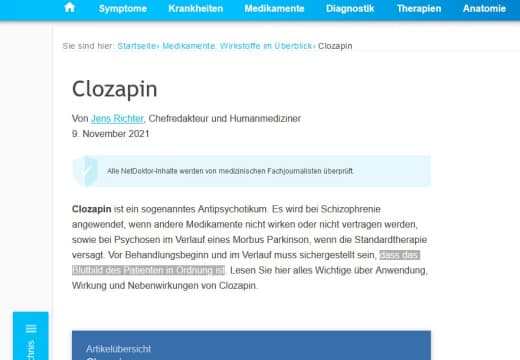 Symptome Krankheiten Medikamente Diagnostik Therapien Anatomie
Sie sind hier: Startseite› Medikamente: Wirkstoffe im Überblick› Clozapin
Clozapin
Von Jens Richter, Chefredakteur und Humanmediziner
9. November 2021
Alle NetDoktor-Inhalte werden von medizinischen Fachjournalisten überprüft.
Clozapin ist ein sogenanntes Antipsychotikum. Es wird bei Schizophrenie
angewendet, wenn andere Medikamente nicht wirken oder nicht vertragen werden,
sowie bei Psychosen im Verlauf eines Morbus Parkinson, wenn die Standardtherapie
versagt. Vor Behandlungsbeginn und im Verlauf muss sichergestellt sein, dass das
Blutbild des Patienten in Ordnung ist. Lesen Sie hier alles Wichtige über Anwendung,
Wirkung und Nebenwirkungen von Clozapin.
Artikelübersicht